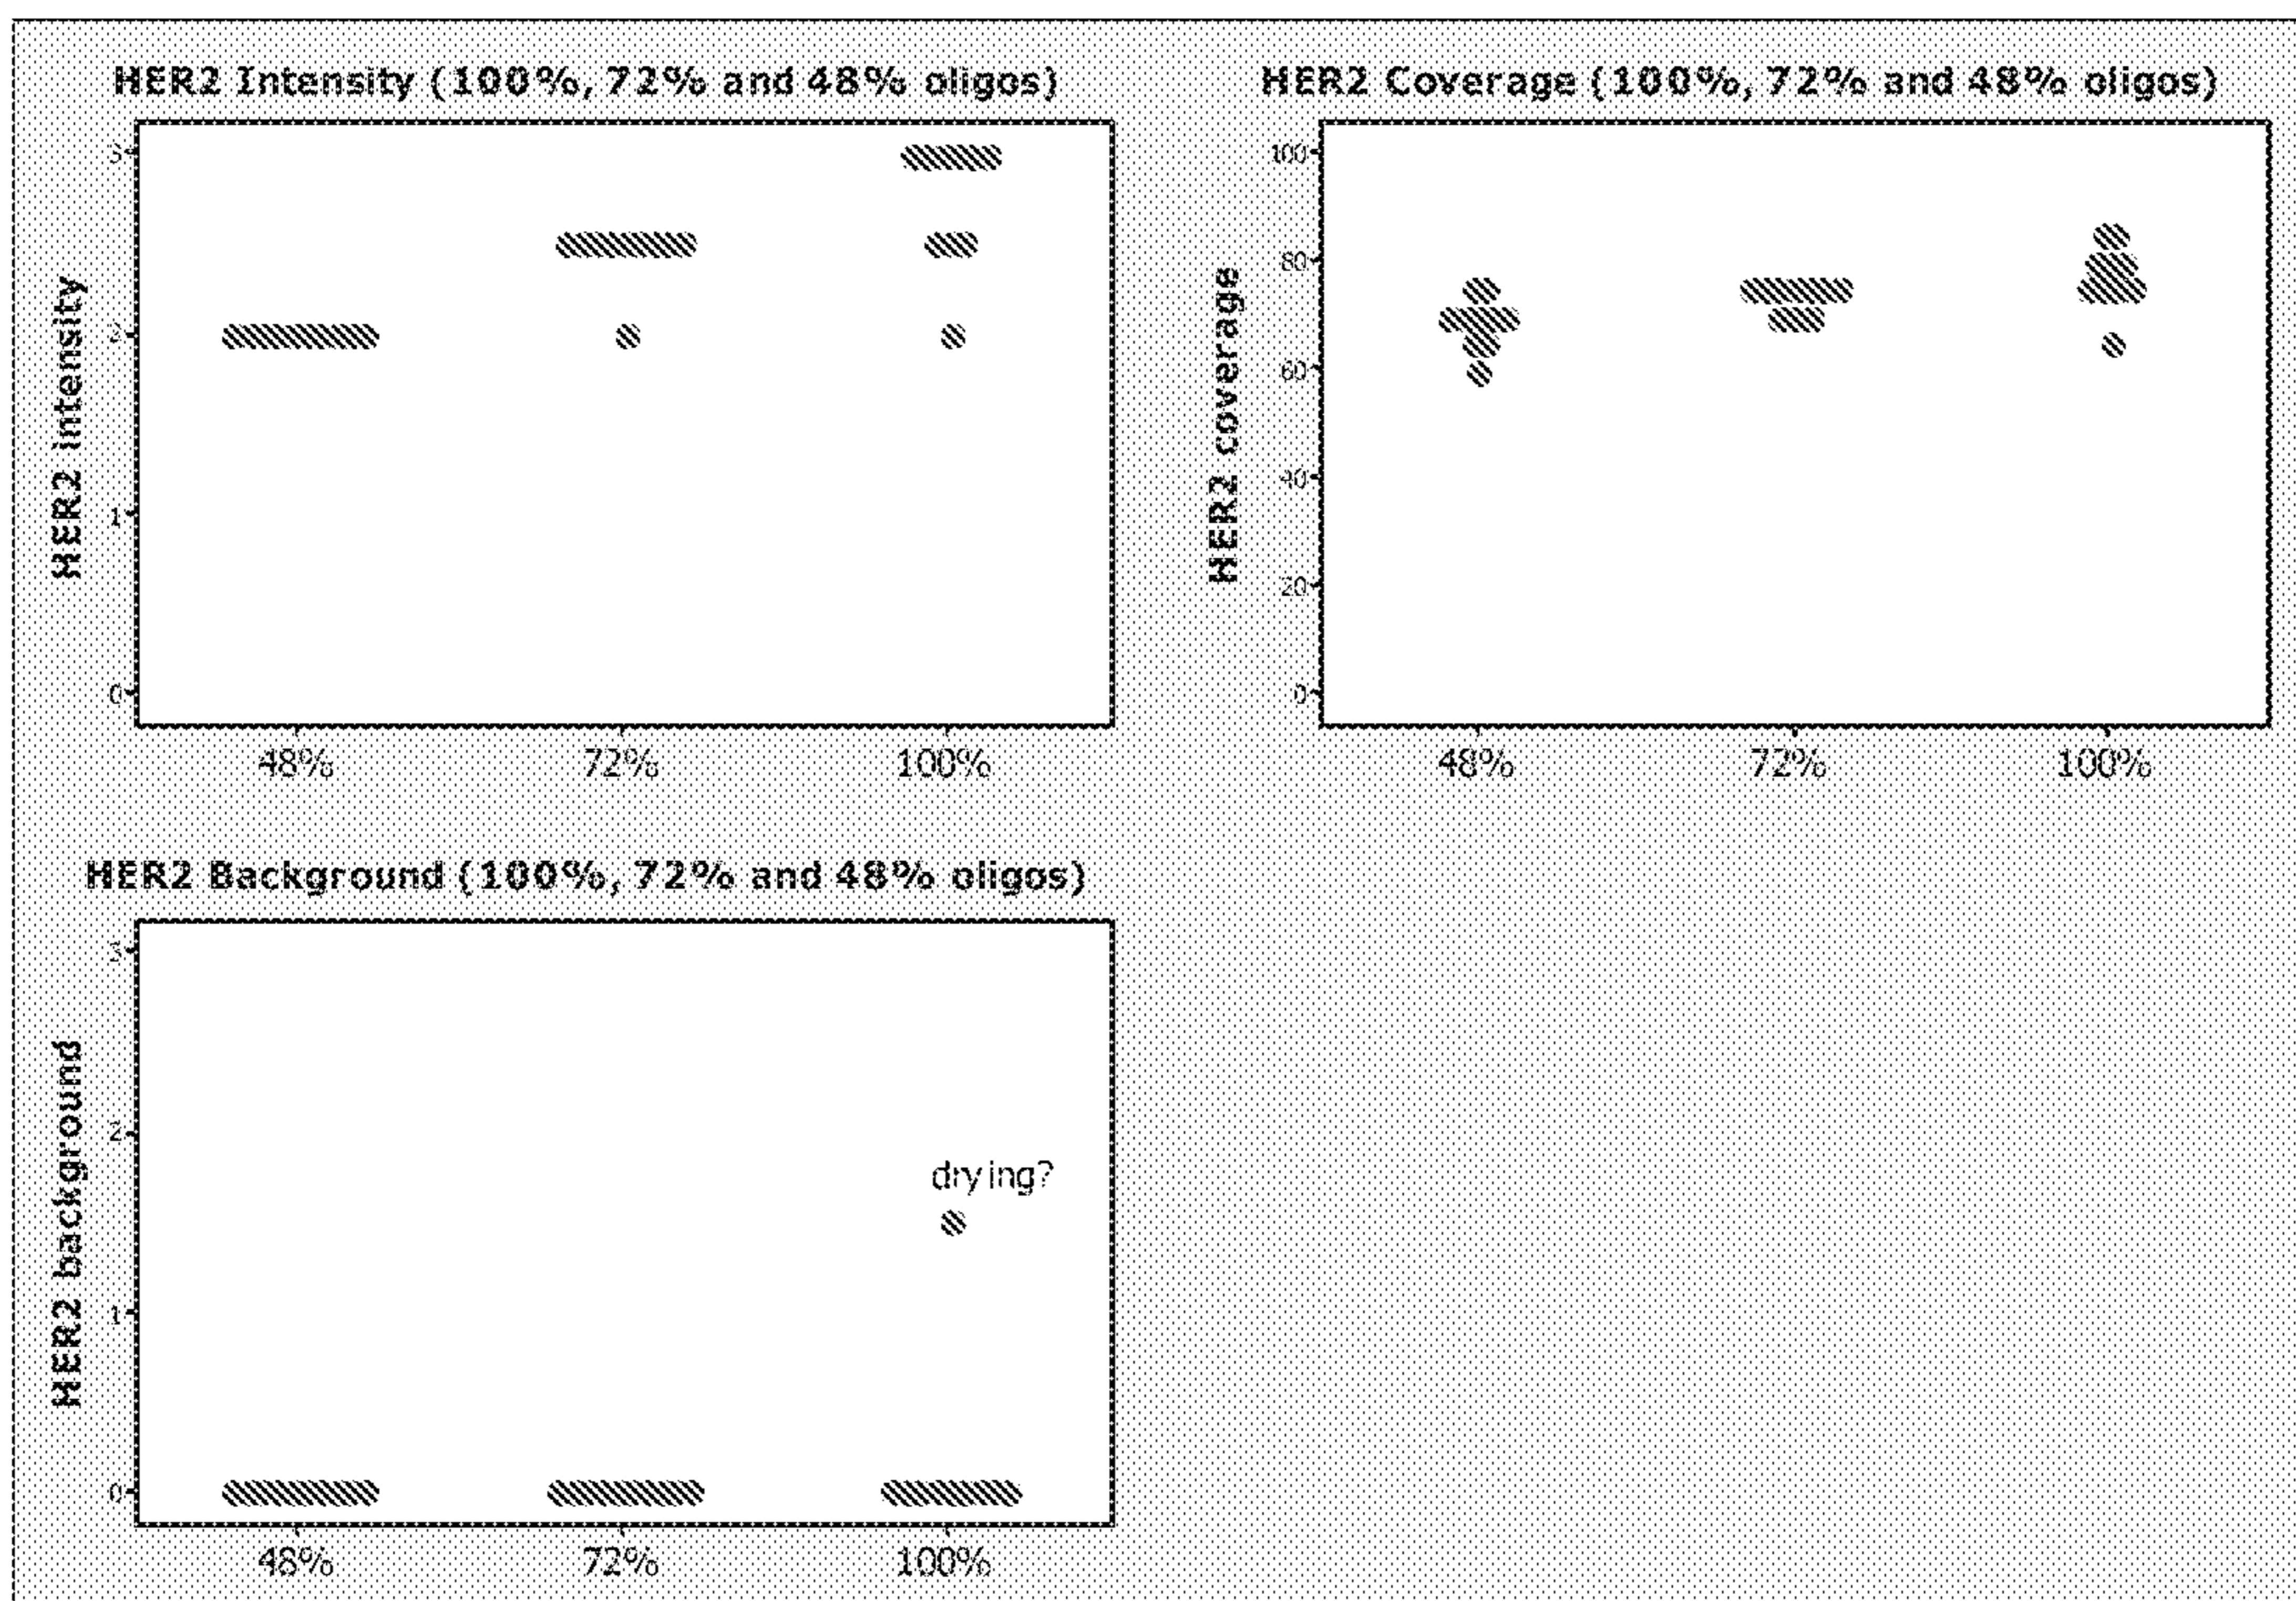 HER2 Intensity (100%, 72% and 48% oligos)
HER2 intensity
3
2
1
0
48% 72% 100%
HER2 Coverage (100%, 72% and 48% oligos)
HER2 coverage
100
80
60
40
20
0
48% 72% 100%
HER2 Background (100%, 72% and 48% oligos)
HER2 background
3
2
1
0
drying?
48% 72% 100%